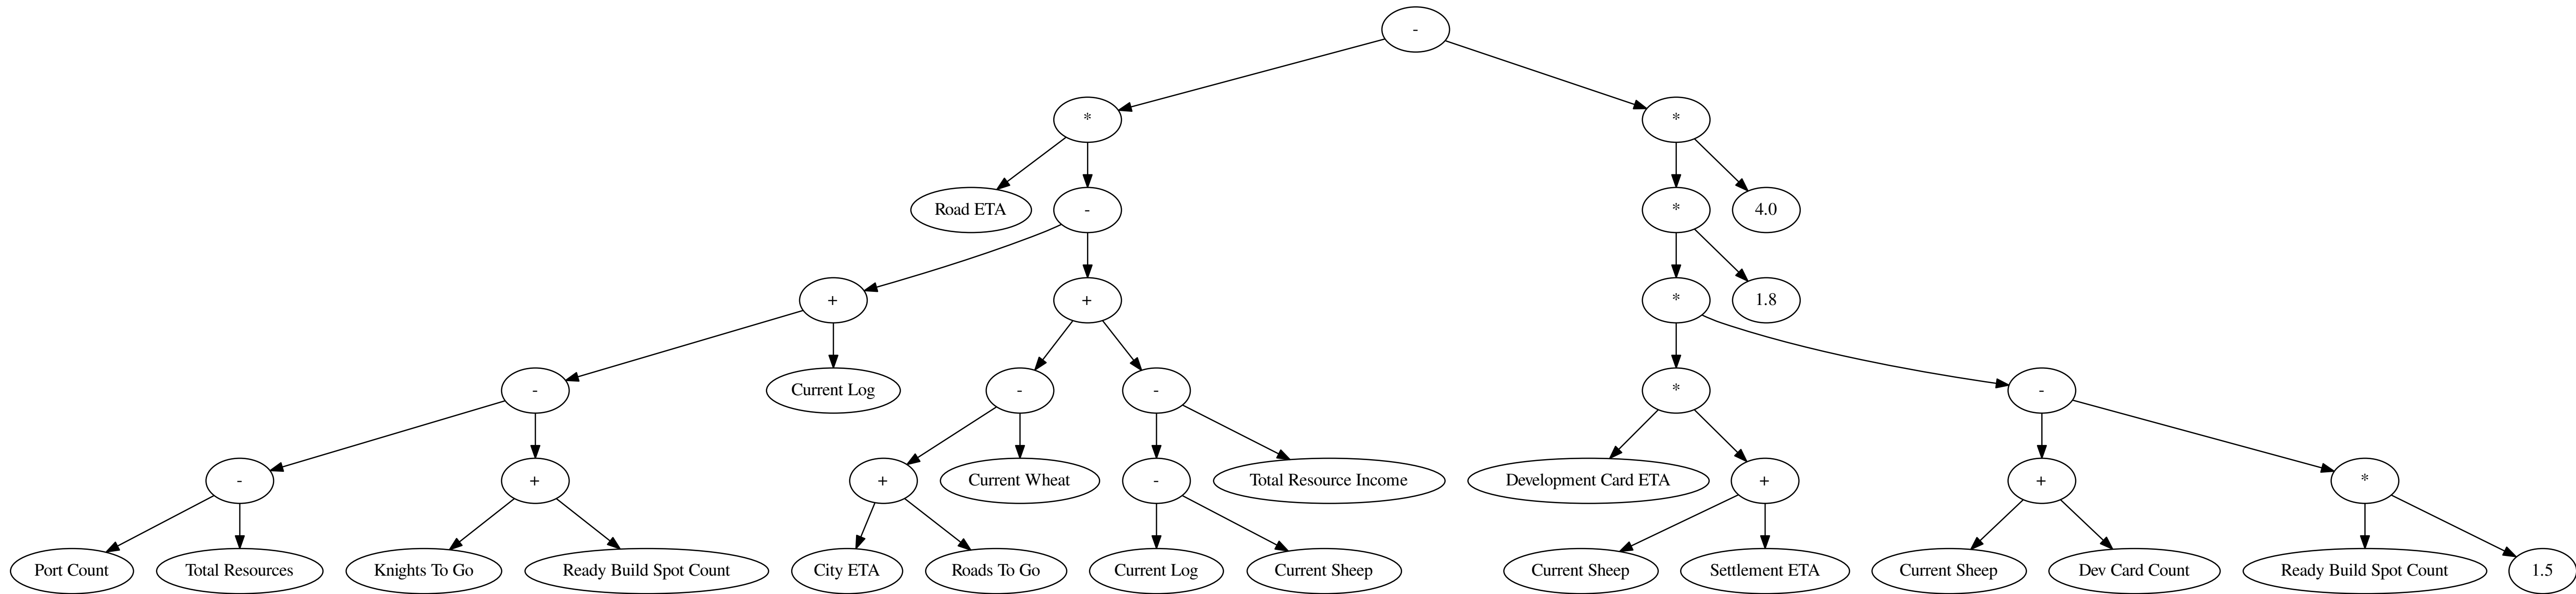 -
* *
Road ETA - * 4.0
+ + * 1.8
- Current Log - - * -
- + + Current Wheat - Total Resource Income Development Card ETA + + *
Port Count Total Resources Knights To Go Ready Build Spot Count City ETA Roads To Go Current Log Current Sheep Current Sheep Settlement ETA Current Sheep Dev Card Count Ready Build Spot Count 1.5